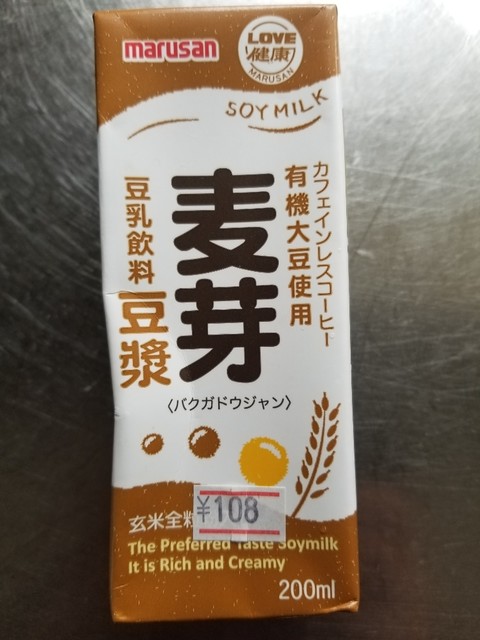 marusan
LOVE
健康
MARUSAN
SOYMILK
カフェインレスコーヒー
有機大豆使用
麦芽
豆乳飲料
豆漿
〈バクガドウジャン〉
¥108
玄米全粒
The Preferred Taste Soymilk
It is Rich and Creamy
200ml